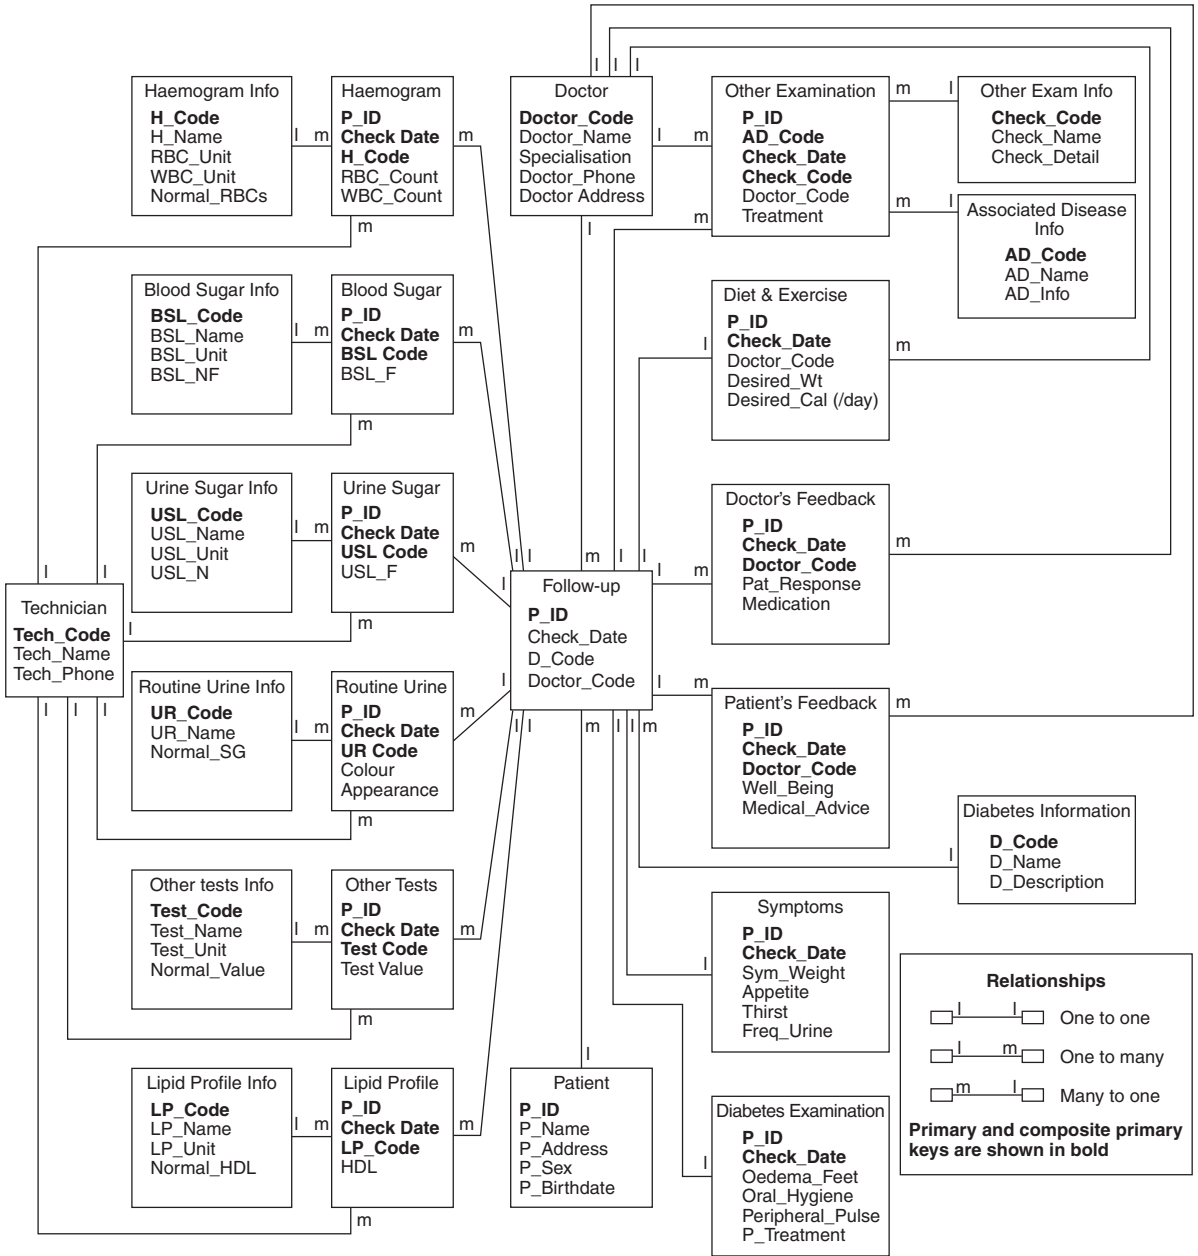 Haemogram Info
H_Code
H_Name
RBC_Unit
WBC_Unit
Normal_RBCs
l m
Haemogram
P_ID
Check Date
H_Code
RBC_Count
WBC_Count
m
m
Doctor
Doctor_Code
Doctor_Name
Specialisation
Doctor_Phone
Doctor Address
l l l
l m
l
Other Examination
P_ID
AD_Code
Check_Date
Check_Code
Doctor_Code
Treatment
m
m l
m l
Other Exam Info
Check_Code
Check_Name
Check_Detail
Associated Disease
Info
AD_Code
AD_Name
AD_Info
Blood Sugar Info
BSL_Code
BSL_Name
BSL_Unit
BSL_NF
l m
Blood Sugar
P_ID
Check Date
BSL Code
BSL_F
m
m
Diet & Exercise
P_ID
Check_Date
Doctor_Code
Desired_Wt
Desired_Cal (/day)
l
m
Urine Sugar Info
USL_Code
USL_Name
USL_Unit
USL_N
l m
Urine Sugar
P_ID
Check Date
USL Code
USL_F
m
m
Doctor's Feedback
P_ID
Check_Date
Doctor_Code
Pat_Response
Medication
m
l l
Technician
Tech_Code
Tech_Name
Tech_Phone
l
l l l
l l m l l
l
l m
Follow-up
P_ID
Check_Date
D_Code
Doctor_Code
l
l m
l l m l l m
Routine Urine Info
UR_Code
UR_Name
Normal_SG
l m
Routine Urine
P_ID
Check Date
UR Code
Colour
Appearance
m
m
Patient's Feedback
P_ID
Check_Date
Doctor_Code
Well_Being
Medical_Advice
m
Diabetes Information
D_Code
D_Name
D_Description
l
Other tests Info
Test_Code
Test_Name
Test_Unit
Normal_Value
l m
Other Tests
P_ID
Check Date
Test Code
Test Value
m
m
Symptoms
P_ID
Check_Date
Sym_Weight
Appetite
Thirst
Freq_Urine
l
Lipid Profile Info
LP_Code
LP_Name
LP_Unit
Normal_HDL
l m
Lipid Profile
P_ID
Check Date
LP_Code
HDL
m
m
l
Patient
P_ID
P_Name
P_Address
P_Sex
P_Birthdate
l
Diabetes Examination
P_ID
Check_Date
Oedema_Feet
Oral_Hygiene
Peripheral_Pulse
P_Treatment
Relationships
l l One to one
l m One to many
m l Many to one
Primary and composite primary
keys are shown in bold